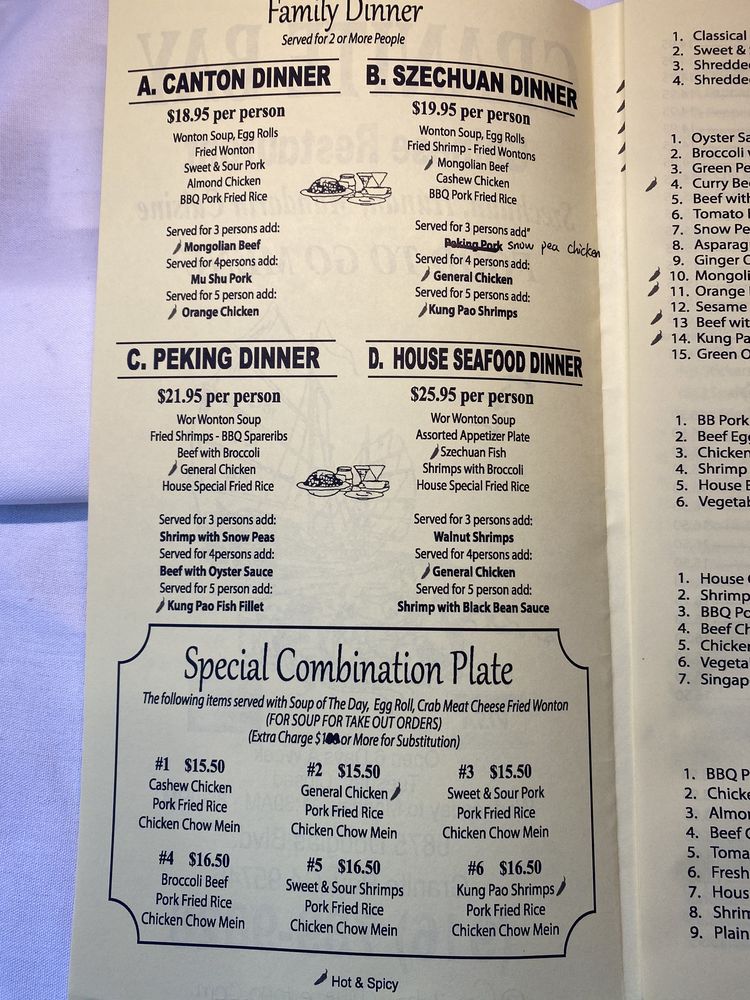 Family Dinner
Served for 2 or More People
A. CANTON DINNER
$18.95 per person
Wonton Soup, Egg Rolls
Fried Wonton
Sweet & Sour Pork
Almond Chicken
BBQ Pork Fried Rice
Served for 3 persons add:
Mongolian Beef
Served for 4persons add:
Mu Shu Pork
Served for 5 person add:
Orange Chicken
B. SZECHUAN DINNER
$19.95 per person
Wonton Soup, Egg Rolls
Fried Shrimp - Fried Wontons
Mongolian Beef
Cashew Chicken
BBQ Pork Fried Rice
Served for 3 persons add"
Peking Pork snow pea chicken
Served for 4 persons add:
General Chicken
Served for 5 persons add:
Kung Pao Shrimps
C. PEKING DINNER
$21.95 per person
Wor Wonton Soup
Fried Shrimps - BBQ Spareribs
Beef with Broccoli
General Chicken
House Special Fried Rice
Served for 3 persons add:
Shrimp with Snow Peas
Served for 4persons add:
Beef with Oyster Sauce
Served for 5 person add:
Kung Pao Fish Fillet
D. HOUSE SEAFOOD DINNER
$25.95 per person
Wor Wonton Soup
Assorted Appetizer Plate
Szechuan Fish
Shrimps with Broccoli
House Special Fried Rice
Served for 3 persons add:
Walnut Shrimps
Served for 4persons add:
General Chicken
Served for 5 persons add:
Shrimp with Black Bean Sauce
Special Combination Plate
The following items served with Soup of The Day, Egg Roll, Crab Meat Cheese Fried Wonton
(FOR SOUP FOR TAKE OUT ORDERS)
(Extra Charge $1 or More for Substitution)
#1 $15.50
Cashew Chicken
Pork Fried Rice
Chicken Chow Mein
#2 $15.50
General Chicken
Pork Fried Rice
Chicken Chow Mein
#3 $15.50
Sweet & Sour Pork
Pork Fried Rice
Chicken Chow Mein
#4 $16.50
Broccoli Beef
Pork Fried Rice
Chicken Chow Mein
#5 $16.50
Sweet & Sour Shrimps
Pork Fried Rice
Chicken Chow Mein
#6 $16.50
Kung Pao Shrimps
Pork Fried Rice
Chicken Chow Mein
Hot & Spicy
1. Classical
2. Sweet &
3. Shredde
4. Shredde
1. Oyster Sa
2. Broccoli
3. Green Pe
4. Curry Be
5. Beef with
6. Tomato
7. Snow Pe
8. Asparag
9. Ginger C
10. Mongoli
11. Orange
12. Sesame
13 Beef wit
14. Kung Pa
15. Green O
1. BB Pork
2. Beef Egg
3. Chicken
4. Shrimp
5. House
6. Vegetab
1. House
2. Shrimp
3. BBQ Po
4. Beef Ch
5. Chicken
6. Vegeta
7. Singap
1. BBQ P
2. Chicke
3. Almo
4. Beef
5. Toma
6. Fresh
7. Hous
8. Shrim
9. Plain